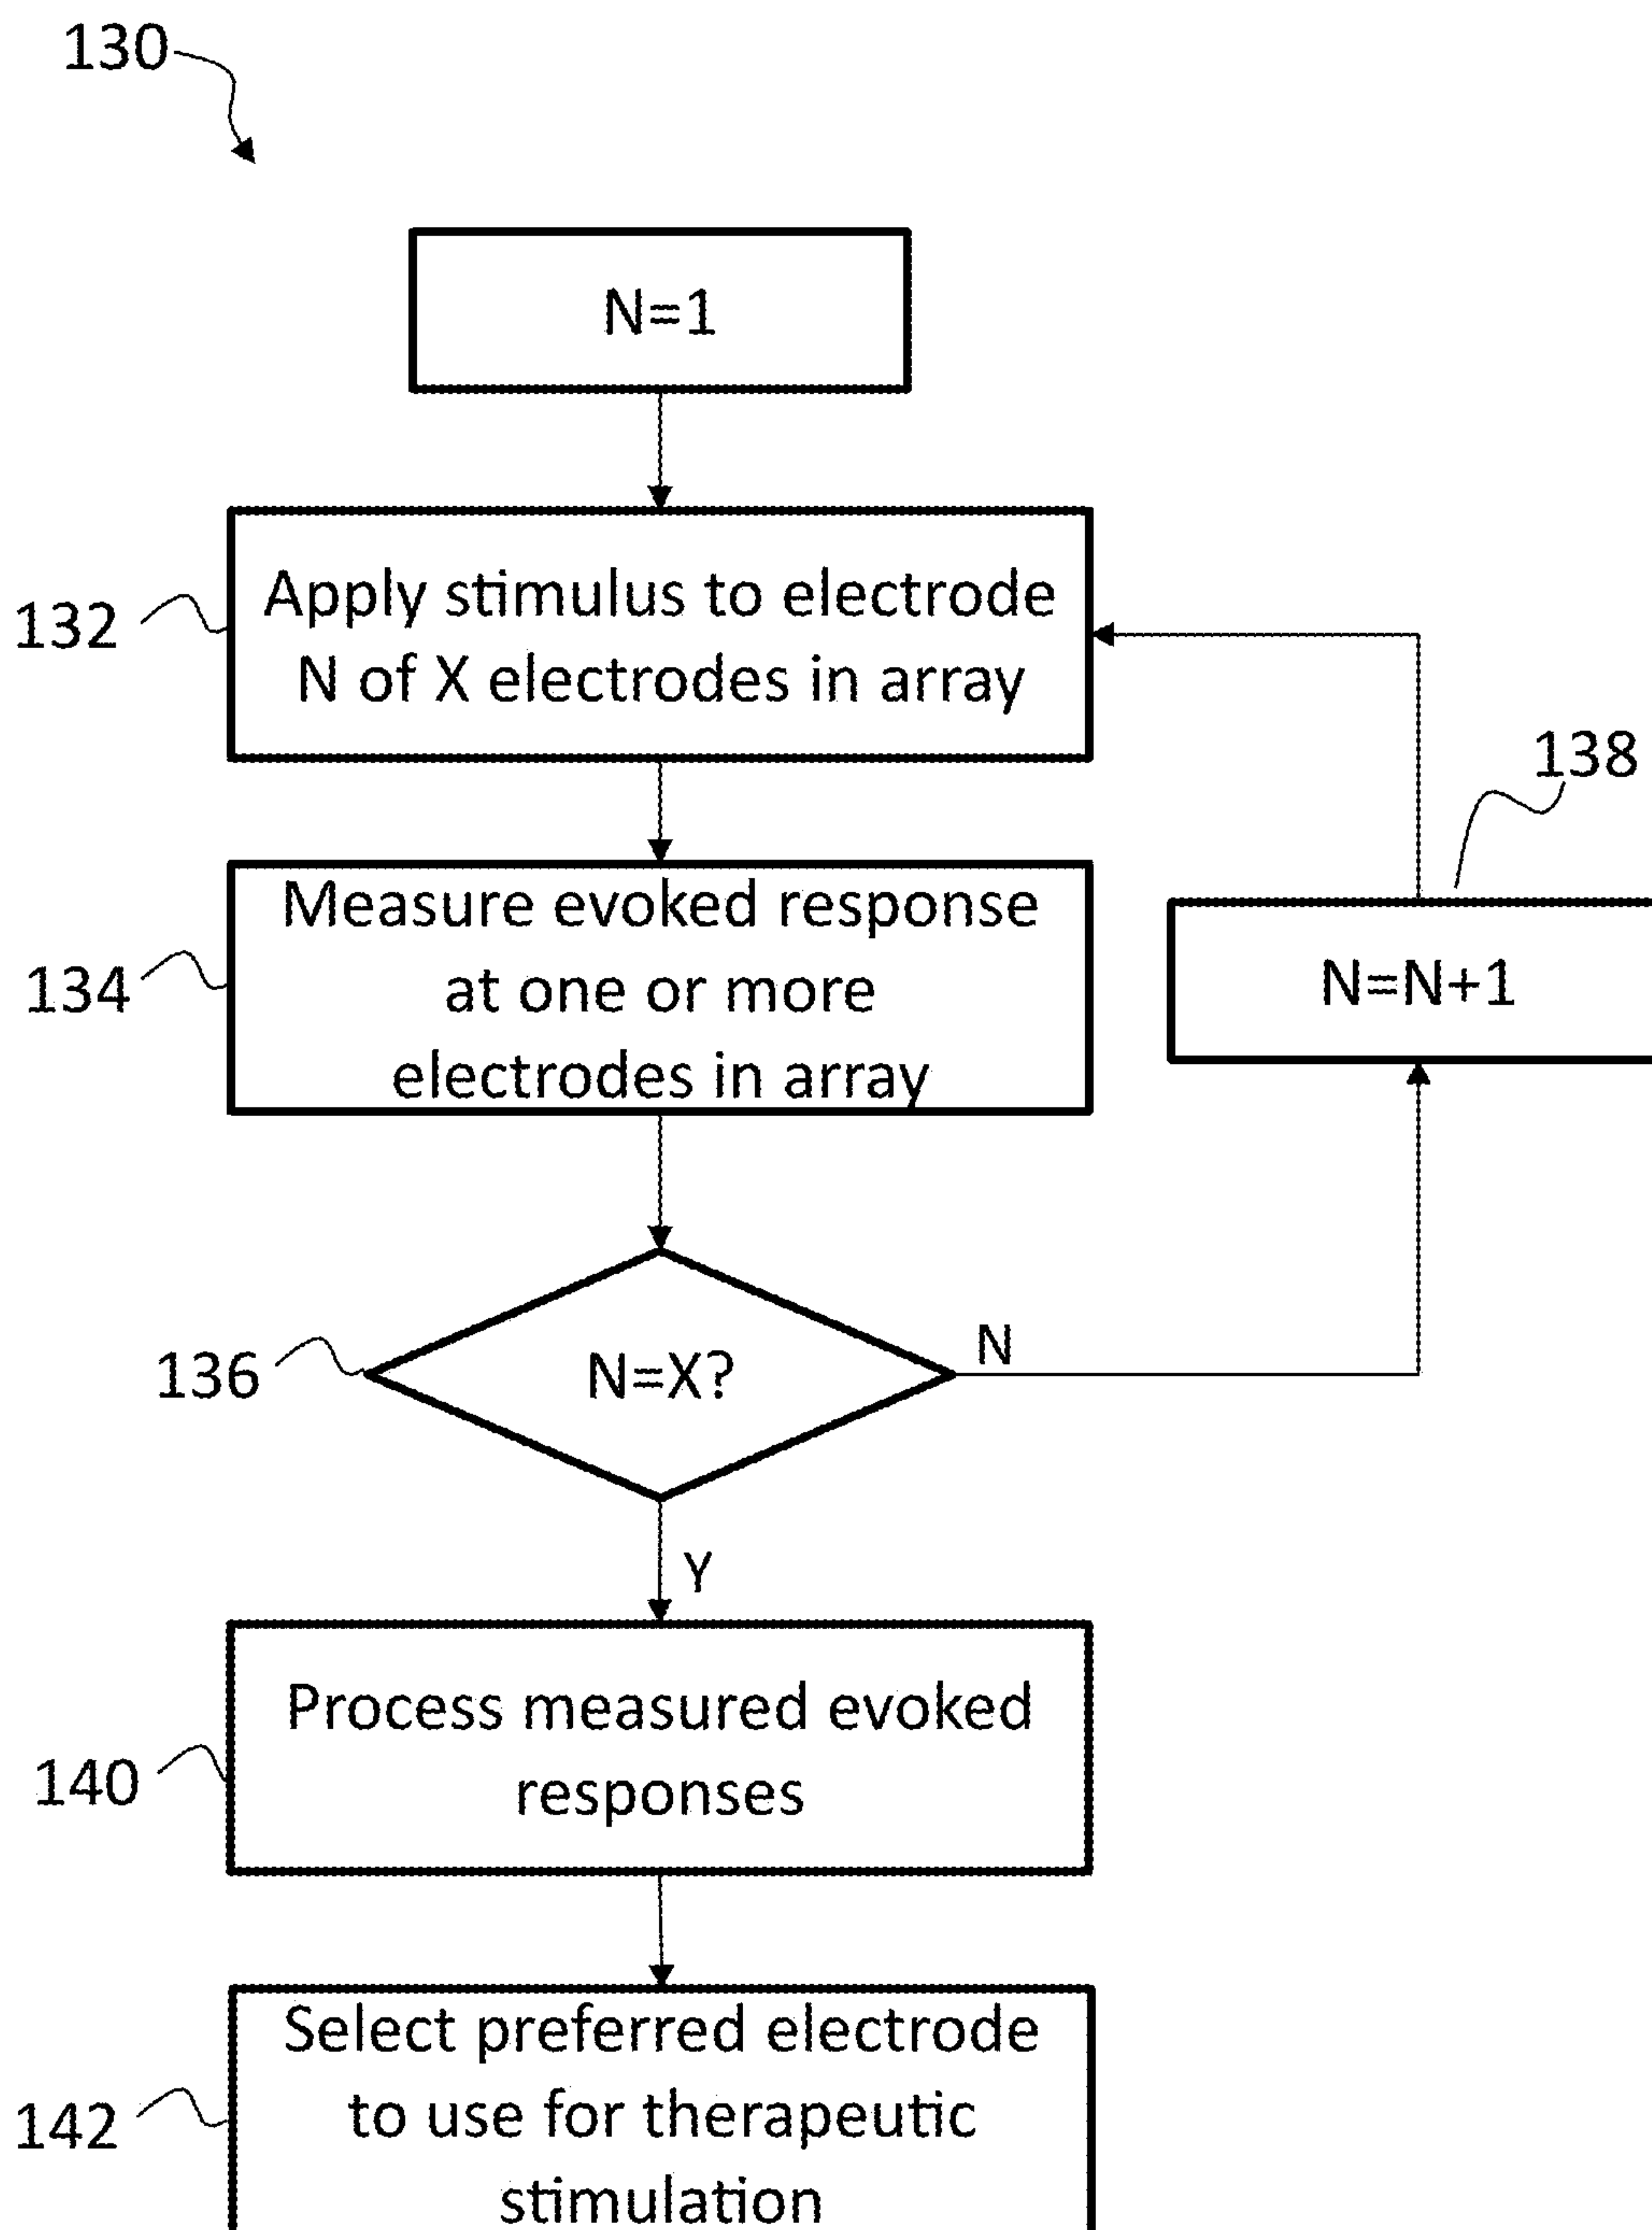 130
N=1
132
Apply stimulus to electrode
N of X electrodes in array
138
134
Measure evoked response
at one or more
electrodes in array
N=N+1
136
N=X?
N
Y
140
Process measured evoked
responses
142
Select preferred electrode
to use for therapeutic
stimulation